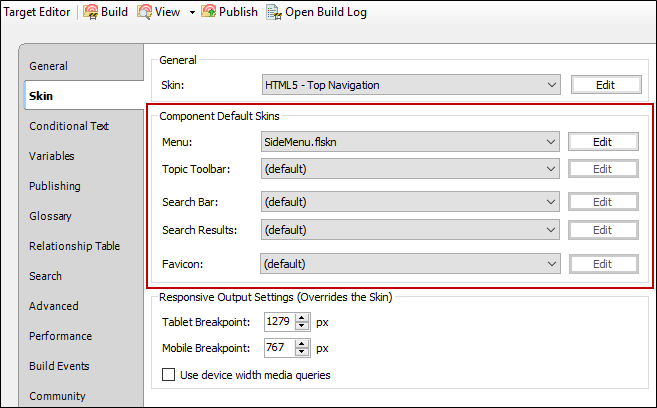 Target Editor Build View Publish Open Build Log
General
Skin
Conditional Text
Variables
Publishing
Glossary
Relationship Table
Search
Advanced
Performance
Build Events
Community
General
Skin: HTML5 - Top Navigation Edit
Component Default Skins
Menu: SideMenu.flskn Edit
Topic Toolbar: (default) Edit
Search Bar: (default) Edit
Search Results: (default) Edit
Favicon: (default) Edit
Responsive Output Settings (Overrides the Skin)
Tablet Breakpoint: 1279 px
Mobile Breakpoint: 767 px
Use device width media queries